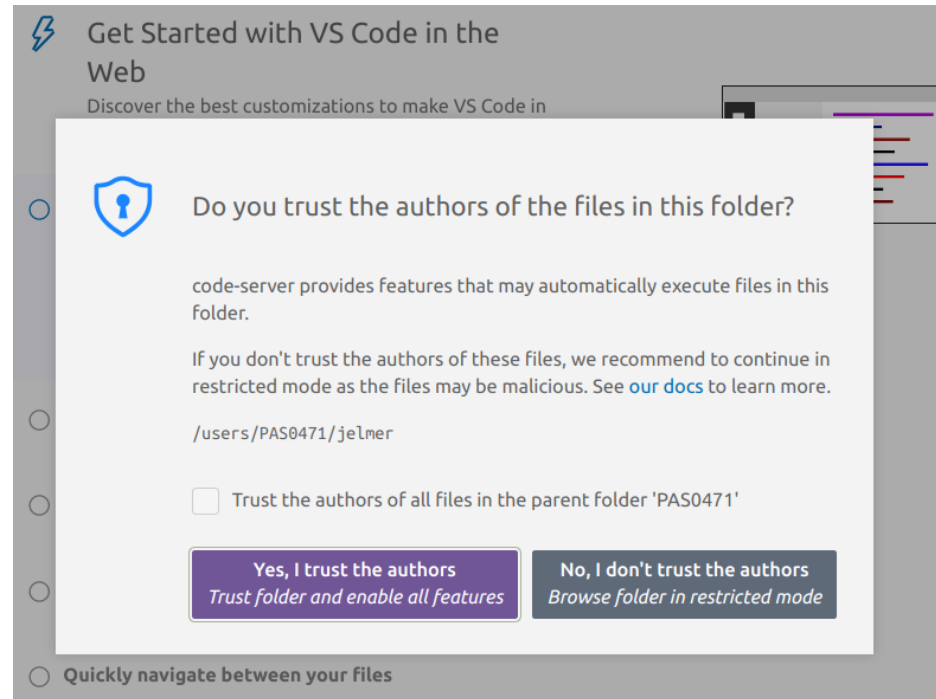 Get Started with VS Code in the
Web
Discover the best customizations to make VS Code in
Do you trust the authors of the files in this folder?
code-server provides features that may automatically execute files in this
folder.
If you don't trust the authors of these files, we recommend to continue in
restricted mode as the files may be malicious. See our docs to learn more.
/users/PAS0471/jelmer
Trust the authors of all files in the parent folder 'PAS0471'
Yes, I trust the authors
Trust folder and enable all features
No, I don't trust the authors
Browse folder in restricted mode
Quickly navigate between your files